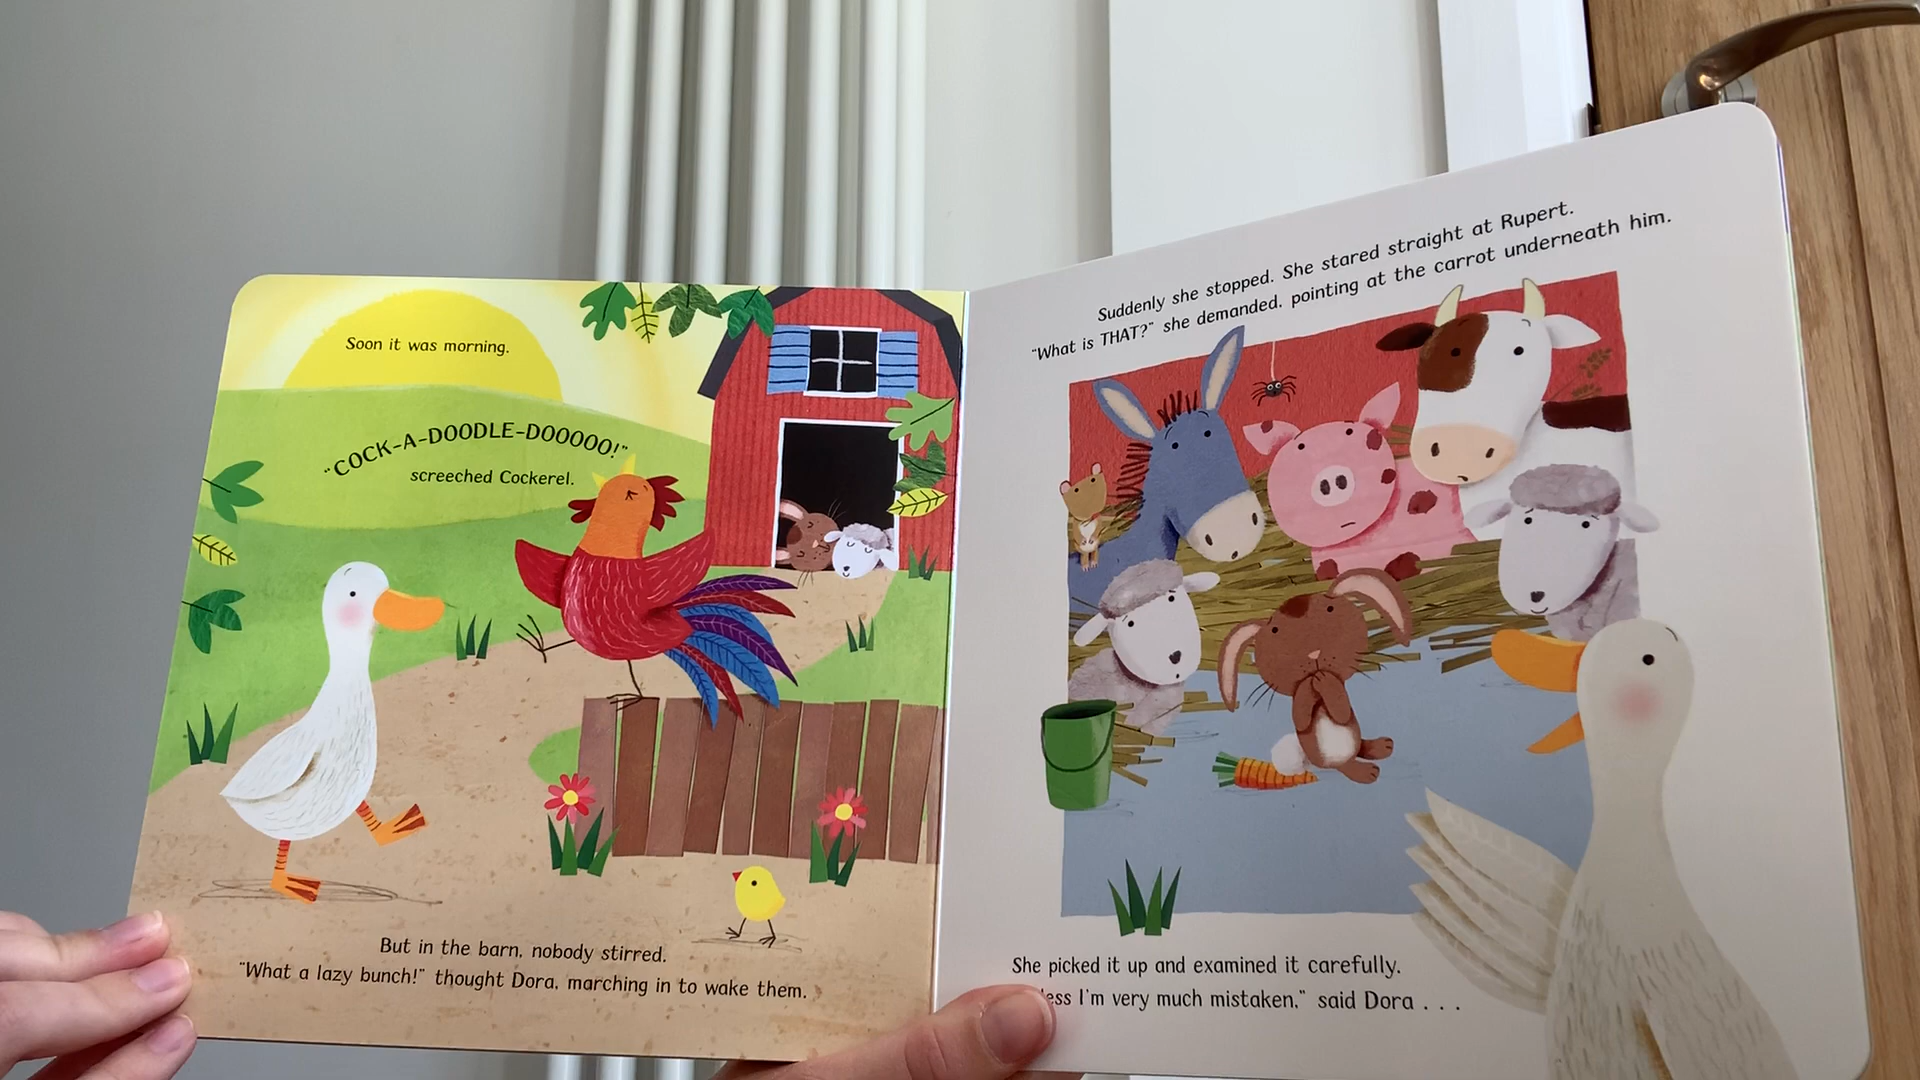 Soon it was morning.
"COCK-A-DOODLE-DOOOOO!"
screeched Cockerel.
But in the barn, nobody stirred.
"What a lazy bunch!" thought Dora, marching in to wake them.
Suddenly she stopped. She stared straight at Rupert.
"What is THAT?" she demanded, pointing at the carrot underneath him.
She picked it up and examined it carefully.
I'm very much mistaken," said Dora . . .